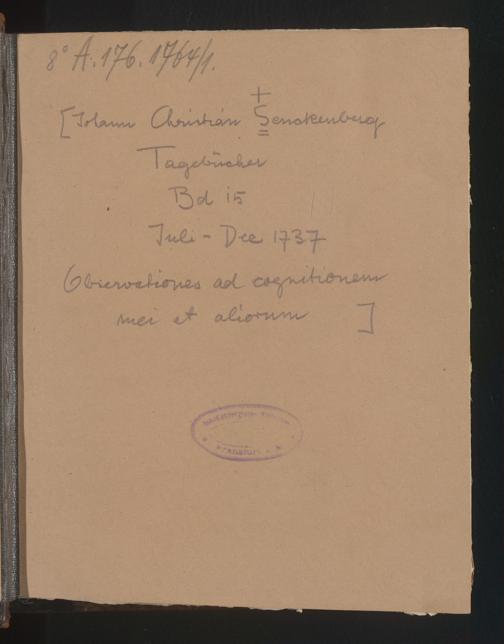 8° A.176.1764/1.
[Johann Christian Senckenberg
Tagebücher
Bd 15
Juli - Dec 1737
Observationes ad cognitionem
mei et aliorum ]
Frankfurt a. M.